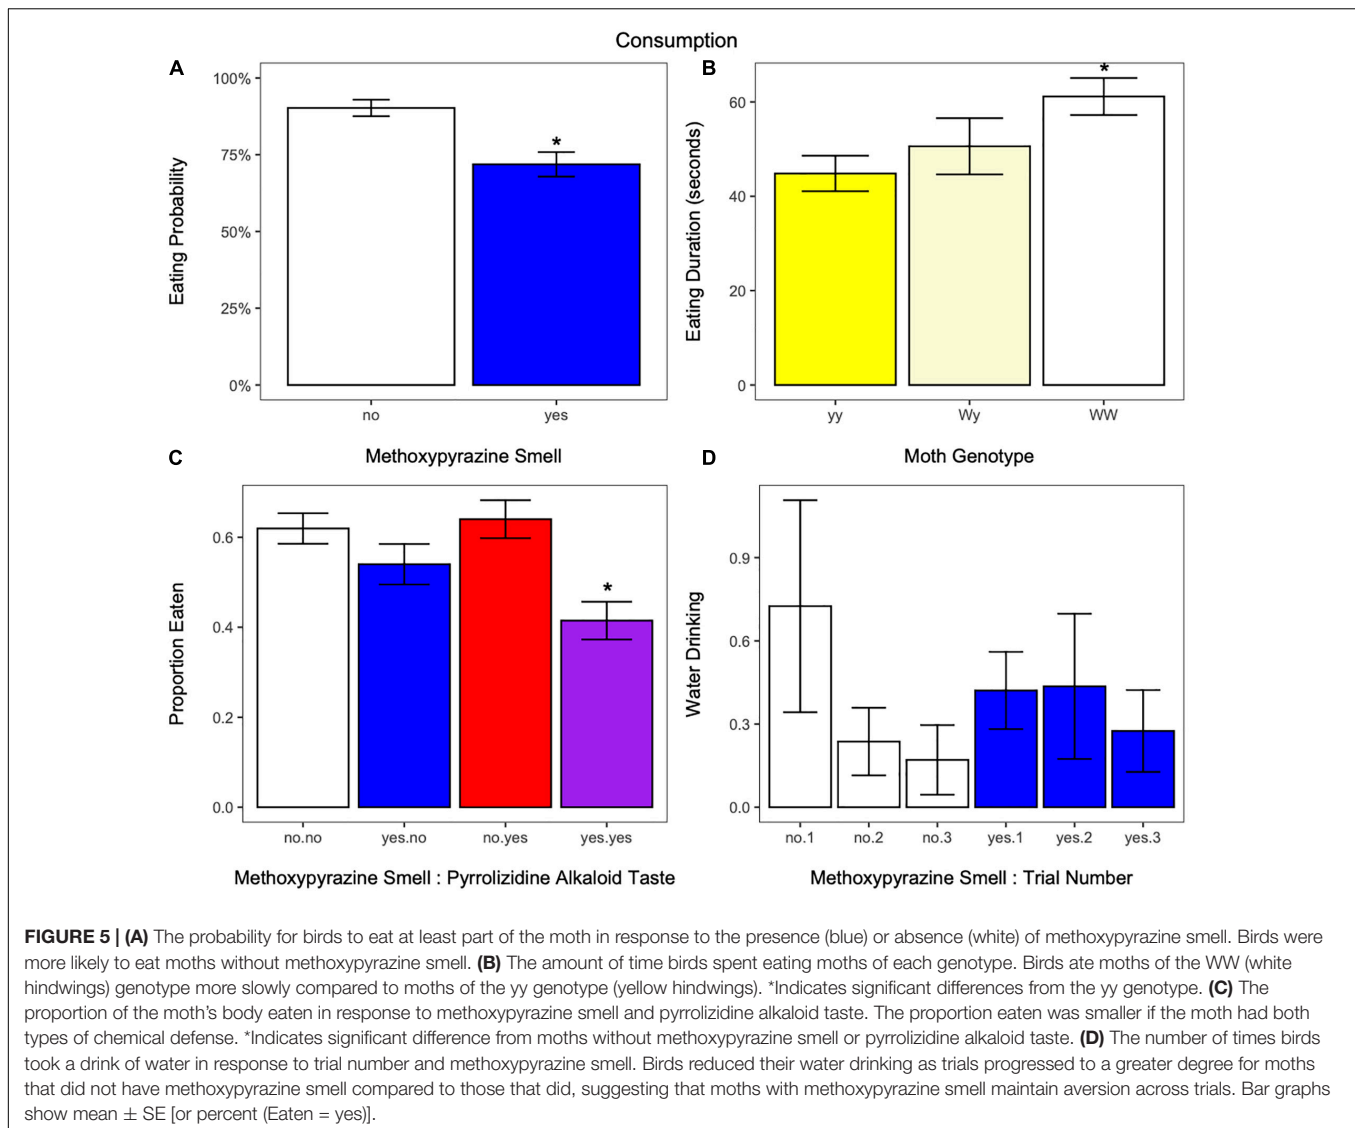 Consumption
A
100%
75%
50%
25%
0%
Eating Probability
*
no
yes
Methoxypyrazine Smell
B
60
40
20
0
Eating Duration (seconds)
*
yy
Wy
WW
Moth Genotype
C
0.6
0.4
0.2
0.0
Proportion Eaten
*
no.no
yes.no
no.yes
yes.yes
Methoxypyrazine Smell : Pyrrolizidine Alkaloid Taste
D
0.9
0.6
0.3
0.0
Water Drinking
no.1
no.2
no.3
yes.1
yes.2
yes.3
Methoxypyrazine Smell : Trial Number
FIGURE 5 | (A) The probability for birds to eat at least part of the moth in response to the presence (blue) or absence (white) of methoxypyrazine smell. Birds were
more likely to eat moths without methoxypyrazine smell. (B) The amount of time birds spent eating moths of each genotype. Birds ate moths of the WW (white
hindwings) genotype more slowly compared to moths of the yy genotype (yellow hindwings). *Indicates significant differences from the yy genotype. (C) The
proportion of the moth's body eaten in response to methoxypyrazine smell and pyrrolizidine alkaloid taste. The proportion eaten was smaller if the moth had both
types of chemical defense. *Indicates significant difference from moths without methoxypyrazine smell or pyrrolizidine alkaloid taste. (D) The number of times birds
took a drink of water in response to trial number and methoxypyrazine smell. Birds reduced their water drinking as trials progressed to a greater degree for moths
that did not have methoxypyrazine smell compared to those that did, suggesting that moths with methoxypyrazine smell maintain aversion across trials. Bar graphs
show mean ± SE [or percent (Eaten = yes)].